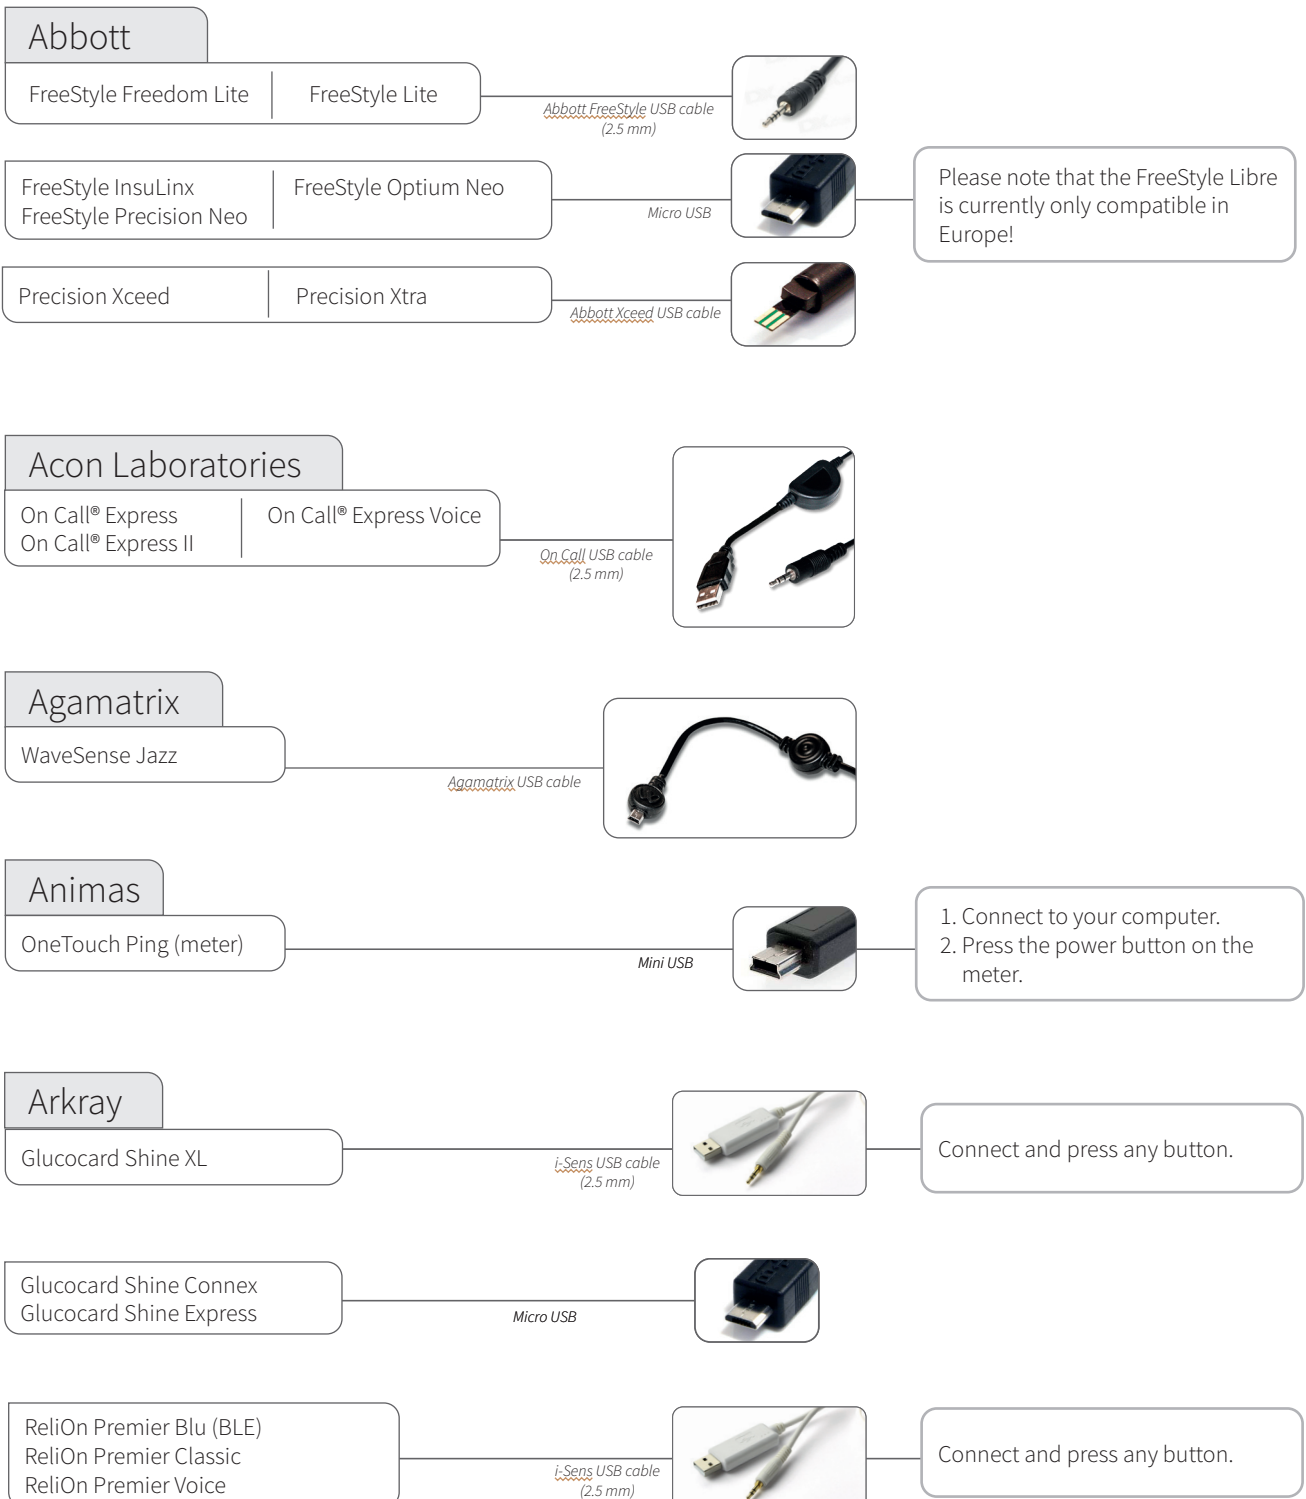 Abbott
FreeStyle Freedom Lite
FreeStyle Lite
Abbott FreeStyle USB cable
(2.5 mm)
FreeStyle InsuLinx
FreeStyle Precision Neo
FreeStyle Optium Neo
Micro USB
Please note that the FreeStyle Libre
is currently only compatible in
Europe!
Precision Xceed
Precision Xtra
Abbott Xceed USB cable
Acon Laboratories
On Call® Express
On Call® Express II
On Call® Express Voice
On Call USB cable
(2.5 mm)
Agamatrix
WaveSense Jazz
Agamatrix USB cable
Animas
OneTouch Ping (meter)
Mini USB
1. Connect to your computer.
2. Press the power button on the
meter.
Arkray
Glucocard Shine XL
i-Sens USB cable
(2.5 mm)
Connect and press any button.
Glucocard Shine Connex
Glucocard Shine Express
Micro USB
ReliOn Premier Blu (BLE)
ReliOn Premier Classic
ReliOn Premier Voice
i-Sens USB cable
(2.5 mm)
Connect and press any button.